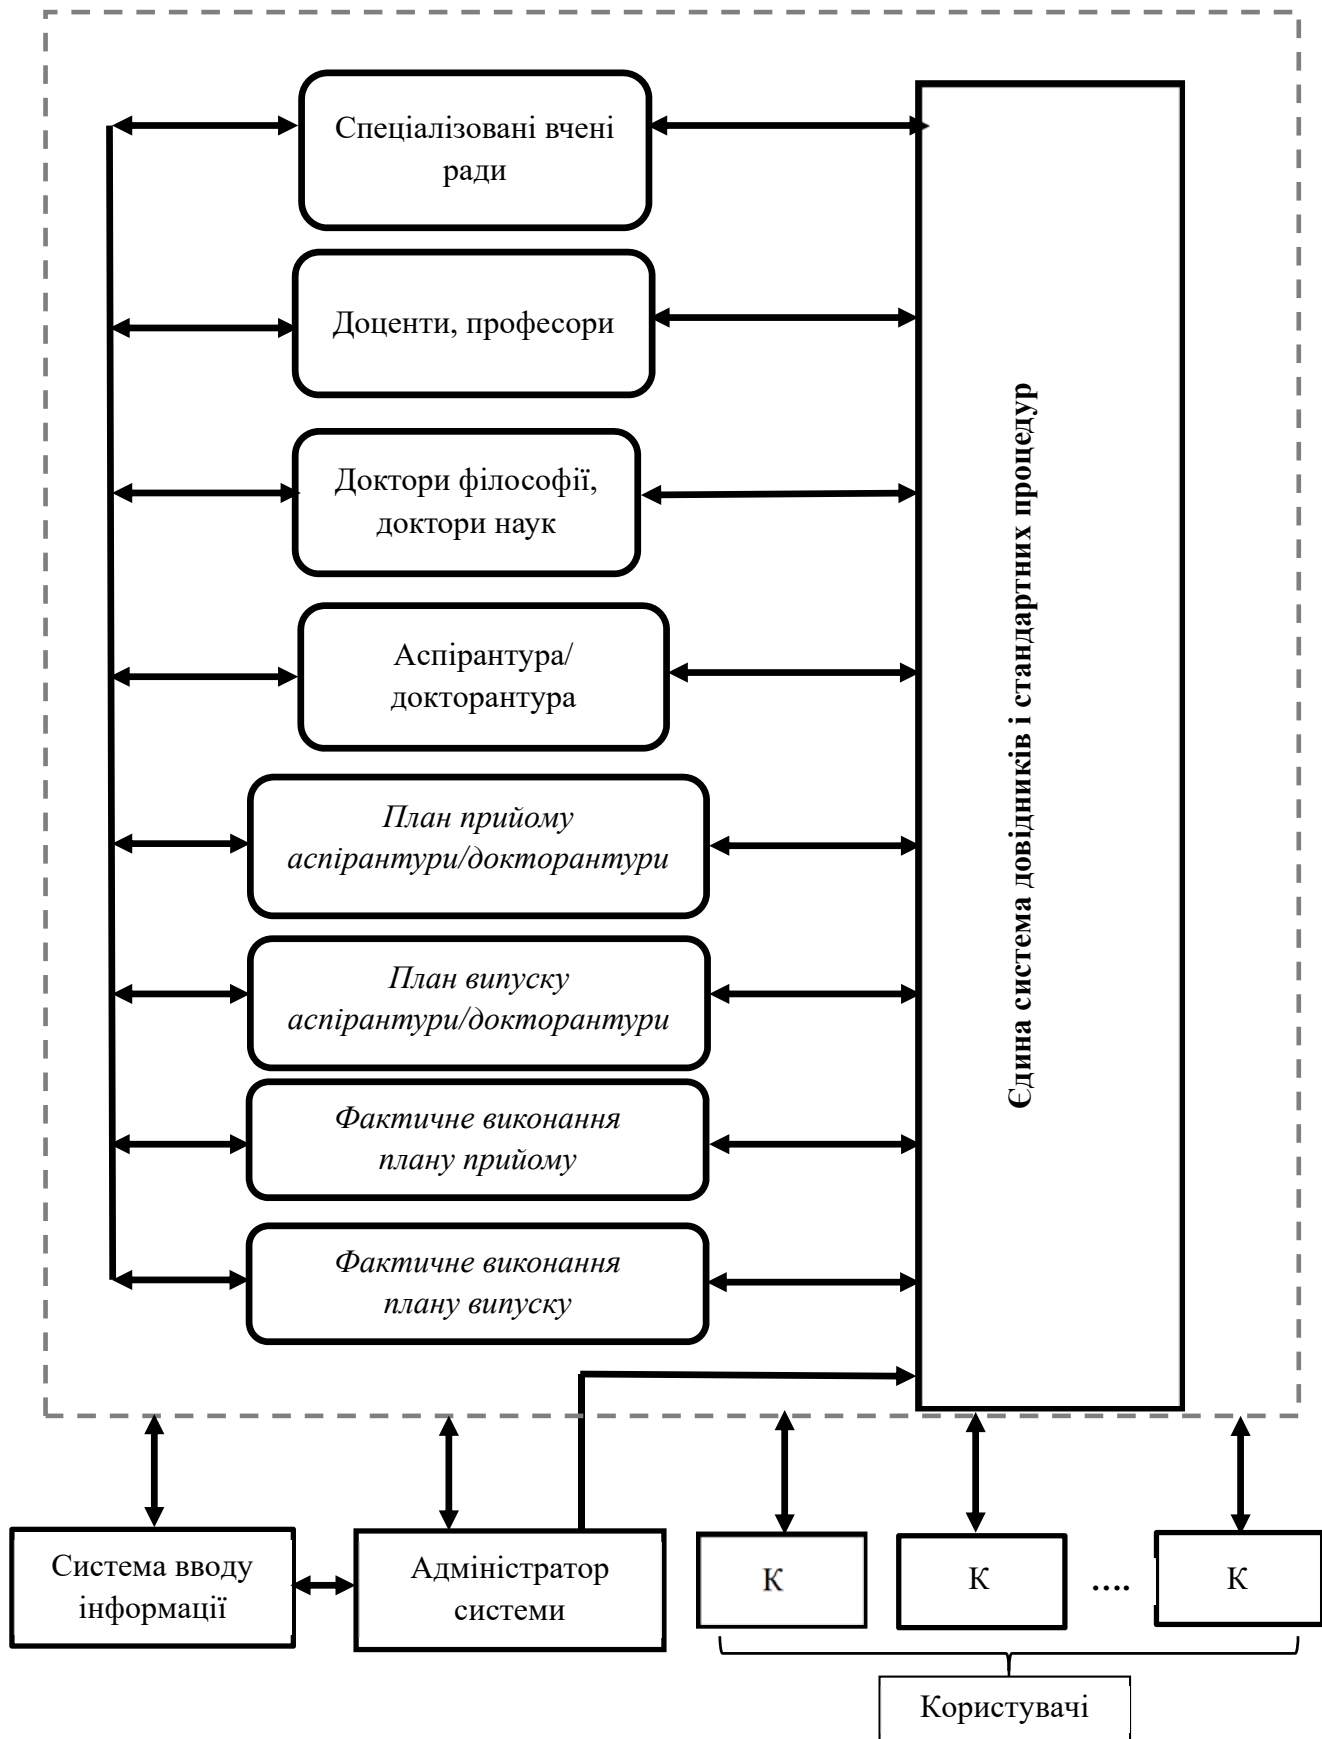 Спеціалізовані вчені
ради
Доценти, професори
Доктори філософії,
доктори наук
Аспірантура/
докторантура
План прийому
аспірантури/докторантури
План випуску
аспірантури/докторантури
Фактичне виконання
плану прийому
Фактичне виконання
плану випуску
Єдина система довідників і стандартних процедур
Система вводу
інформації
Адміністратор
системи
К
К
....
К
Користувачі